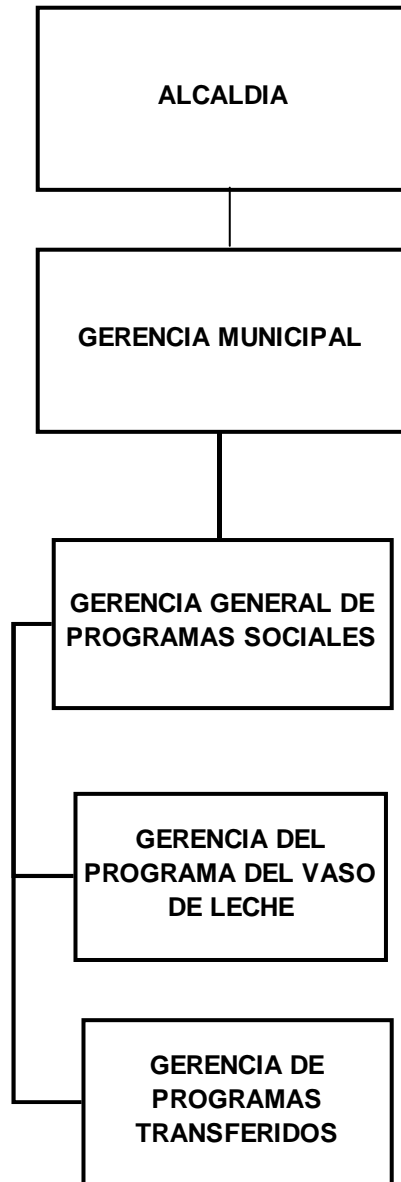 ALCALDIA
GERENCIA MUNICIPAL
GERENCIA GENERAL DE
PROGRAMAS SOCIALES
GERENCIA DEL
PROGRAMA DEL VASO
DE LECHE
GERENCIA DE
PROGRAMAS
TRANSFERIDOS